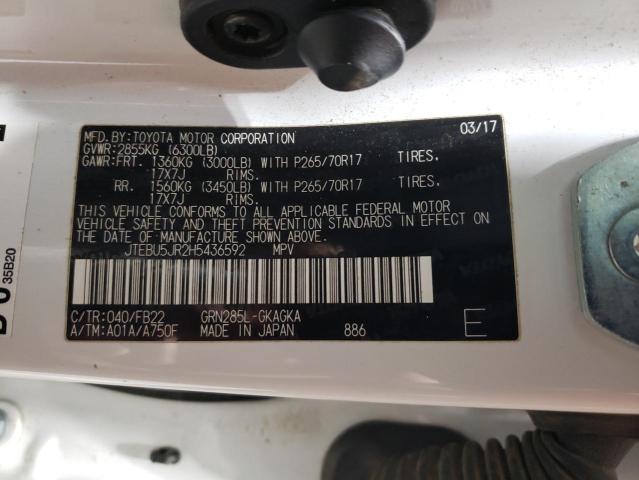 MFD. BY: TOYOTA MOTOR CORPORATION 03/17
GVWR: 2855KG (6300LB)
GAWR: FRT. 1360KG (3000LB) WITH P265/70R17 TIRES,
17X7J RIMS.
RR. 1560KG (3450LB) WITH P265/70R17 TIRES,
17X7J RIMS.
THIS VEHICLE CONFORMS TO ALL APPLICABLE FEDERAL MOTOR
VEHICLE SAFETY AND THEFT PREVENTION STANDARDS IN EFFECT
ON THE DATE OF MANUFACTURE SHOWN ABOVE.
JTEBU5JR2H5436592 MPV
C/TR: 040/FB22 GRN285L-GKAGKA
A/TM: A01A/A750F MADE IN JAPAN 886 E
35B20